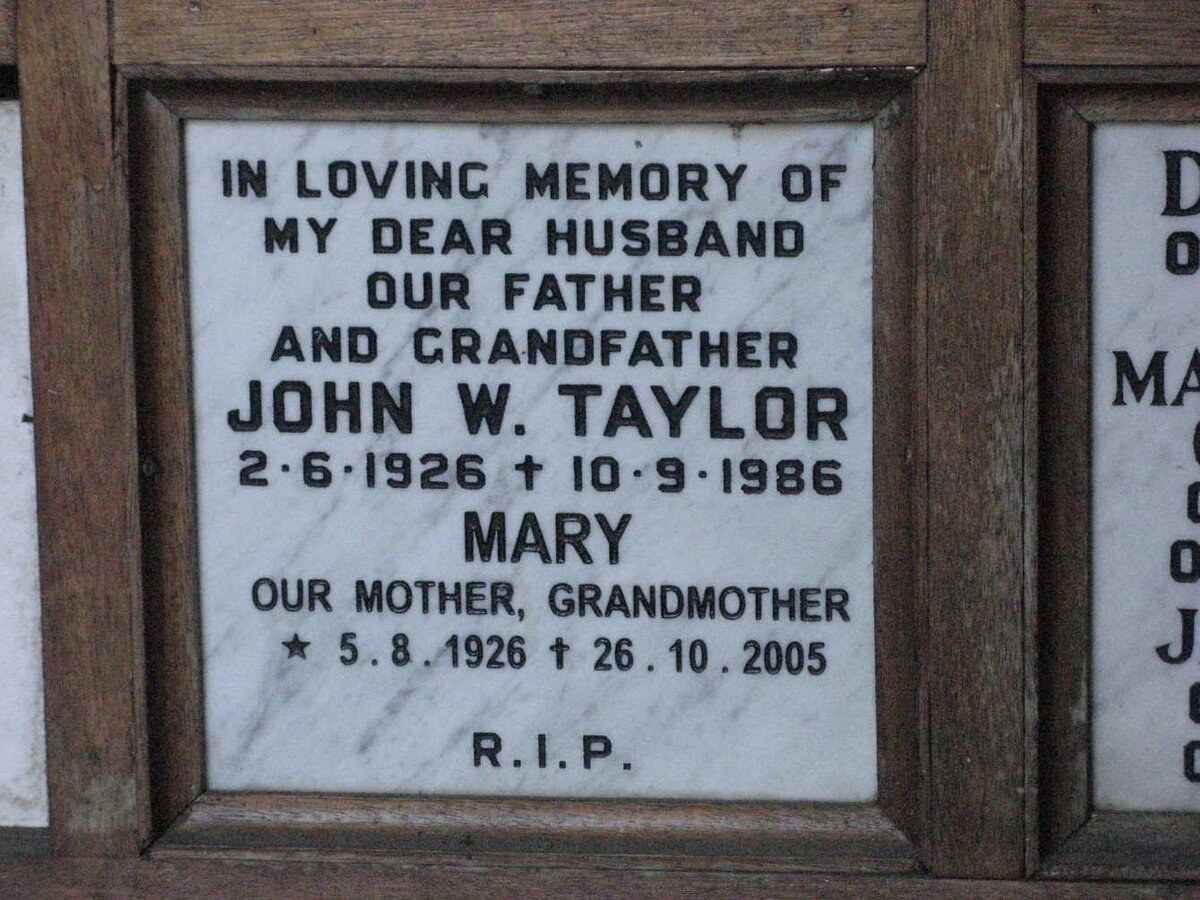 IN LOVING MEMORY OF
MY DEAR HUSBAND
OUR FATHER
AND GRANDFATHER
JOHN W. TAYLOR
2·6·1926 † 10·9·1986
MARY
OUR MOTHER, GRANDMOTHER
★ 5.8.1926 † 26.10.2005
R.I.P.